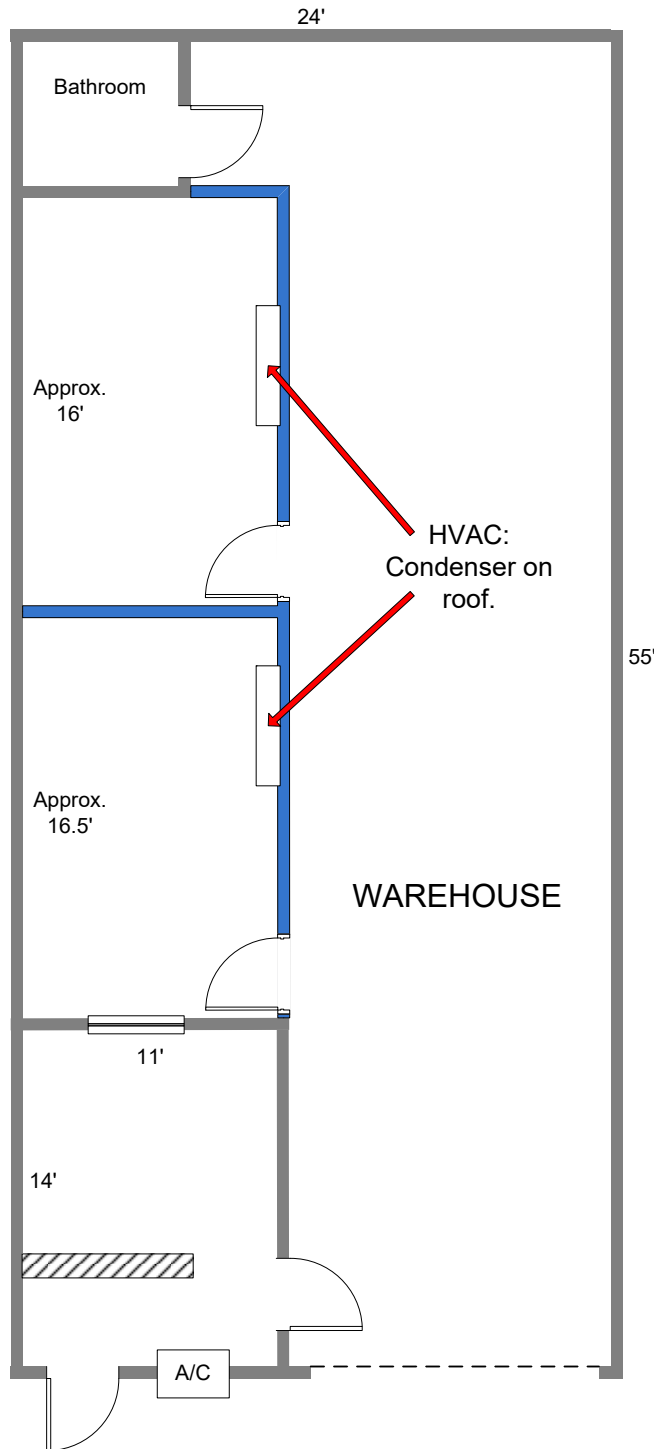 24'
Bathroom
Approx.
16'
HVAC:
Condenser on
roof.
55'
Approx.
16.5'
WAREHOUSE
11'
14'
A/C